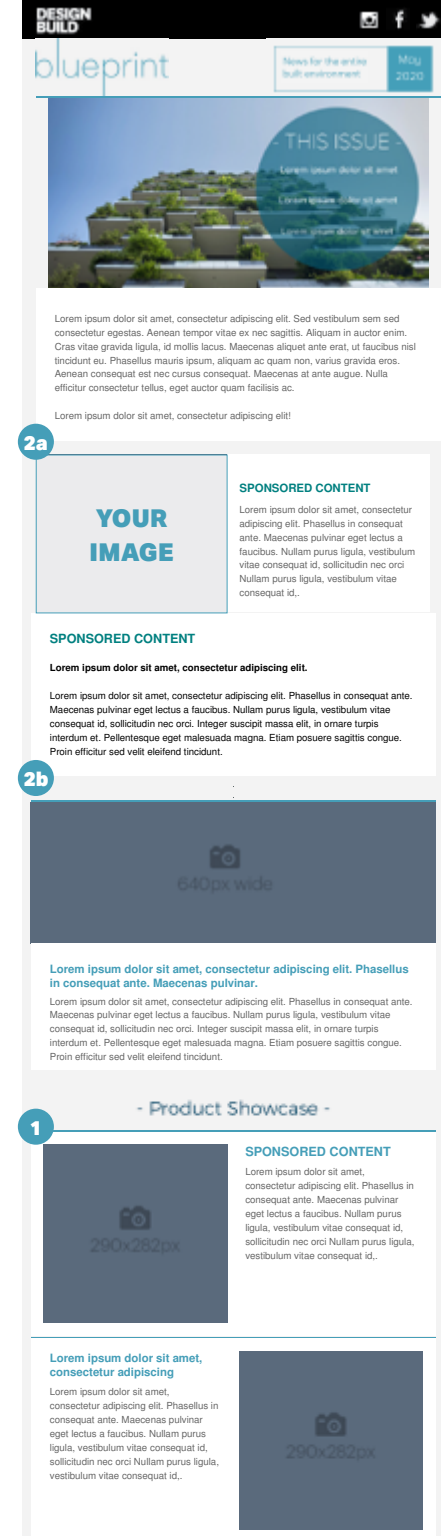 DESIGN
BUILD
blueprint
News for the entire
built environment
May
2020
- THIS ISSUE -
Lorem ipsum dolor sit amet
Lorem ipsum dolor sit amet
Lorem ipsum dolor sit amet
Lorem ipsum dolor sit amet, consectetur adipiscing elit. Sed vestibulum sem sed
consectetur egestas. Aenean tempor vitae ex nec sagittis. Aliquam in auctor enim.
Cras vitae gravida ligula, id mollis lacus. Maecenas aliquet ante erat, ut faucibus nisl
tincidunt eu. Phasellus mauris ipsum, aliquam ac quam non, varius gravida eros.
Aenean consequat est nec cursus consequat. Maecenas at ante augue. Nulla
efficitur consectetur tellus, eget auctor quam facilisis ac.
Lorem ipsum dolor sit amet, consectetur adipiscing elit!
2a
YOUR
IMAGE
SPONSORED CONTENT
Lorem ipsum dolor sit amet, consectetur
adipiscing elit. Phasellus in consequat
ante. Maecenas pulvinar eget lectus a
faucibus. Nullam purus ligula, vestibulum
vitae consequat id, sollicitudin nec orci
Nullam purus ligula, vestibulum vitae
consequat id,.
SPONSORED CONTENT
Lorem ipsum dolor sit amet, consectetur adipiscing elit.
Lorem ipsum dolor sit amet, consectetur adipiscing elit. Phasellus in consequat ante.
Maecenas pulvinar eget lectus a faucibus. Nullam purus ligula, vestibulum vitae
consequat id, sollicitudin nec orci. Integer suscipit massa elit, in ornare turpis
interdum et. Pellentesque eget malesuada magna. Etiam posuere sagittis congue.
Proin efficitur sed velit eleifend tincidunt.
2b
640px wide
Lorem ipsum dolor sit amet, consectetur adipiscing elit. Phasellus
in consequat ante. Maecenas pulvinar.
Lorem ipsum dolor sit amet, consectetur adipiscing elit. Phasellus in consequat ante.
Maecenas pulvinar eget lectus a faucibus. Nullam purus ligula, vestibulum vitae
consequat id, sollicitudin nec orci. Integer suscipit massa elit, in ornare turpis
interdum et. Pellentesque eget malesuada magna. Etiam posuere sagittis congue.
Proin efficitur sed velit eleifend tincidunt.
- Product Showcase -
1
290x282px
SPONSORED CONTENT
Lorem ipsum dolor sit amet,
consectetur adipiscing elit. Phasellus in
consequat ante. Maecenas pulvinar
eget lectus a faucibus. Nullam purus
ligula, vestibulum vitae consequat id,
sollicitudin nec orci Nullam purus ligula,
vestibulum vitae consequat id,.
Lorem ipsum dolor sit amet,
consectetur adipiscing
Lorem ipsum dolor sit amet,
consectetur adipiscing elit. Phasellus in
consequat ante. Maecenas pulvinar
eget lectus a faucibus. Nullam purus
ligula, vestibulum vitae consequat id,
sollicitudin nec orci Nullam purus ligula,
vestibulum vitae consequat id,.
290x282px